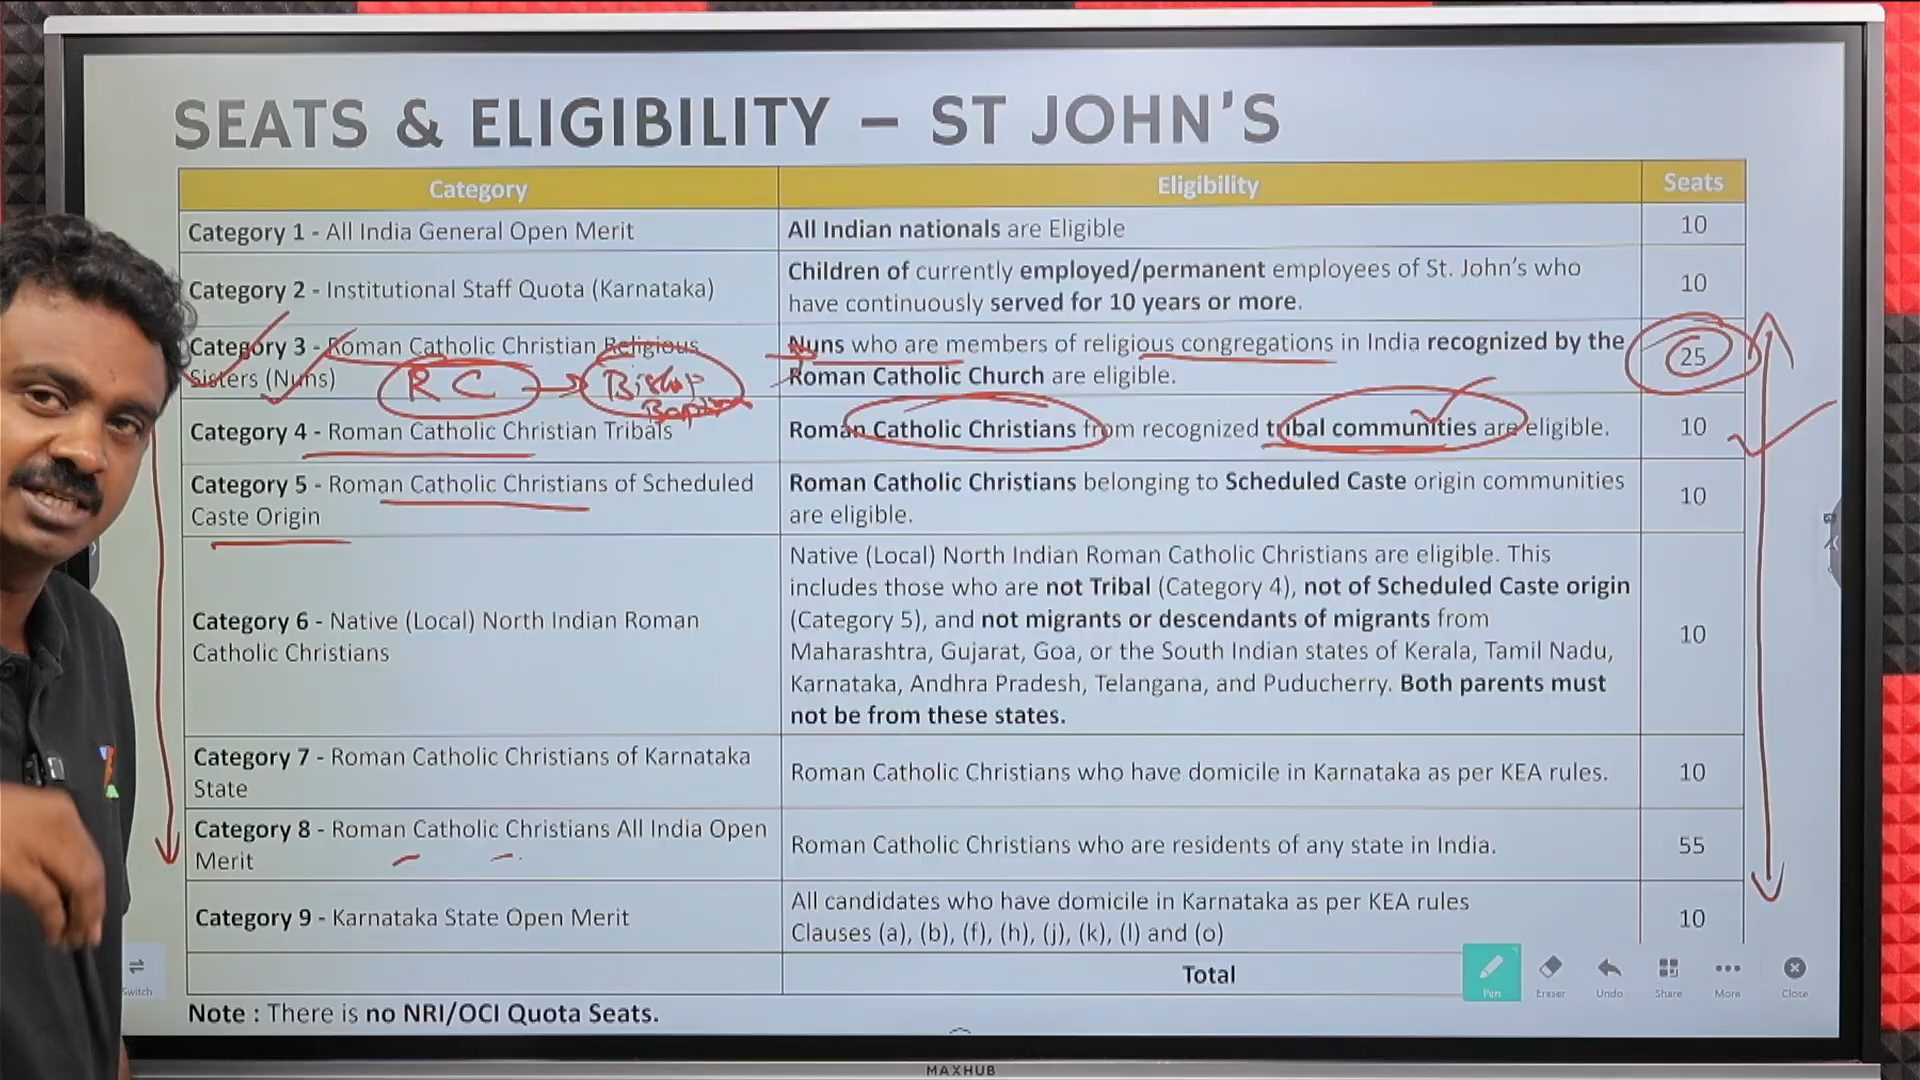 SEATS & ELIGIBILITY – ST JOHN'S
Category Eligibility Seats
Category 1 - All India General Open Merit
All Indian nationals are Eligible
10
Category 2 - Institutional Staff Quota (Karnataka)
Children of currently employed/permanent employees of St. John's who
have continuously served for 10 years or more.
10
Category 3 - Roman Catholic Christian Religious
Sisters (Nuns)
Nuns who are members of religious congregations in India recognized by the
Roman Catholic Church are eligible.
25
RC
Bishop
Category 4 - Roman Catholic Christian Tribals
Roman Catholic Christians from recognized tribal communities are eligible.
10
Category 5 - Roman Catholic Christians of Scheduled
Caste Origin
Roman Catholic Christians belonging to Scheduled Caste origin communities
are eligible.
10
Category 6 - Native (Local) North Indian Roman
Catholic Christians
Native (Local) North Indian Roman Catholic Christians are eligible. This
includes those who are not Tribal (Category 4), not of Scheduled Caste origin
(Category 5), and not migrants or descendants of migrants from
Maharashtra, Gujarat, Goa, or the South Indian states of Kerala, Tamil Nadu,
Karnataka, Andhra Pradesh, Telangana, and Puducherry. Both parents must
not be from these states.
10
Category 7 - Roman Catholic Christians of Karnataka
State
Roman Catholic Christians who have domicile in Karnataka as per KEA rules.
10
Category 8 - Roman Catholic Christians All India Open
Merit
Roman Catholic Christians who are residents of any state in India.
55
Category 9 - Karnataka State Open Merit
All candidates who have domicile in Karnataka as per KEA rules
Clauses (a), (b), (f), (h), (j), (k), (l) and (o)
10
Total
Note : There is no NRI/OCI Quota Seats.
Switch
Pen Eraser Undo Share More Close
MAXHUB